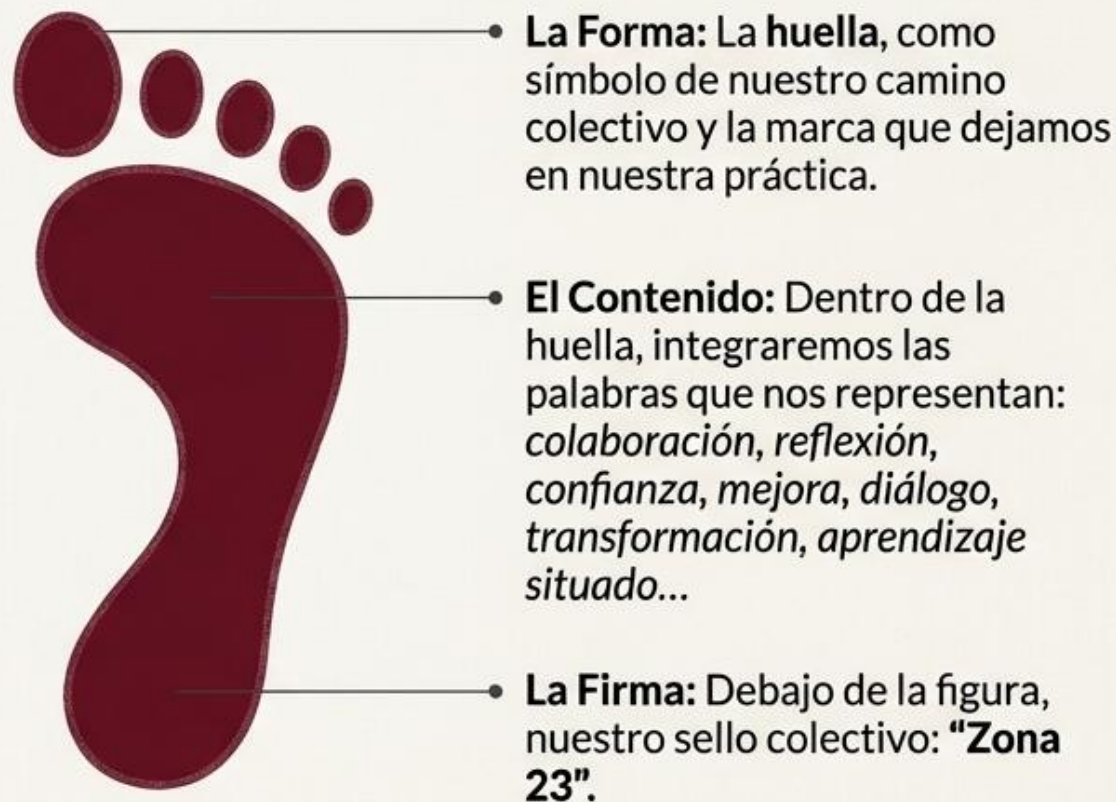 La Forma: La huella, como
símbolo de nuestro camino
colectivo y la marca que dejamos
en nuestra práctica.
El Contenido: Dentro de la
huella, integraremos las
palabras que nos representan:
colaboración, reflexión,
confianza, mejora, diálogo,
transformación, aprendizaje
situado...
La Firma: Debajo de la figura,
nuestro sello colectivo: “Zona
23”.